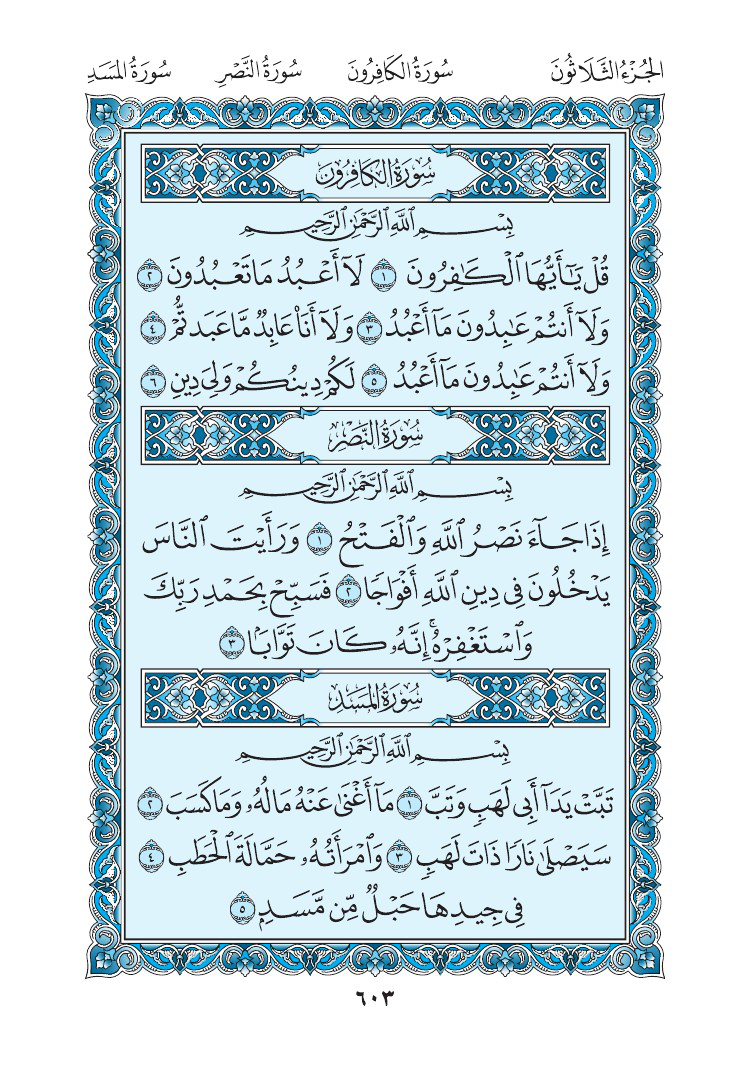 الجُزْءُ الثَّلَاثُونَ سُورَةُ الكَافِرُونَ سُورَةُ النَّصْرِ سُورَةُ المَسَدِ
سُورَةُ الكَافِرُونَ
بِسْمِ ٱللَّهِ ٱلرَّحْمَٰنِ ٱلرَّحِيمِ
قُلْ يَٰٓأَيُّهَا ٱلْكَٰفِرُونَ ١ لَآ أَعْبُدُ مَا تَعْبُدُونَ ٢
وَلَآ أَنتُمْ عَٰبِدُونَ مَآ أَعْبُدُ ٣ وَلَآ أَنَا۠ عَابِدٌ مَّا عَبَدتُّمْ ٤
وَلَآ أَنتُمْ عَٰبِدُونَ مَآ أَعْبُدُ ٥ لَكُمْ دِينُكُمْ وَلِيَ دِينِ ٦
سُورَةُ النَّصْرِ
بِسْمِ ٱللَّهِ ٱلرَّحْمَٰنِ ٱلرَّحِيمِ
إِذَا جَآءَ نَصْرُ ٱللَّهِ وَٱلْفَتْحُ ١ وَرَأَيْتَ ٱلنَّاسَ
يَدْخُلُونَ فِى دِينِ ٱللَّهِ أَفْوَاجًا ٢ فَسَبِّحْ بِحَمْدِ رَبِّكَ
وَٱسْتَغْفِرْهُ ۚ إِنَّهُۥ كَانَ تَوَّابًۢا ٣
سُورَةُ المَسَدِ
بِسْمِ ٱللَّهِ ٱلرَّحْمَٰنِ ٱلرَّحِيمِ
تَبَّتْ يَدَآ أَبِى لَهَبٍ وَتَبَّ ١ مَآ أَغْنَىٰ عَنْهُ مَالُهُۥ وَمَا كَسَبَ ٢
سَيَصْلَىٰ نَارًا ذَاتَ لَهَبٍ ٣ وَٱمْرَأَتُهُۥ حَمَّالَةَ ٱلْحَطَبِ ٤
فِى جِيدِهَا حَبْلٌ مِّن مَّسَدٍۭ ٥
٦٠٣